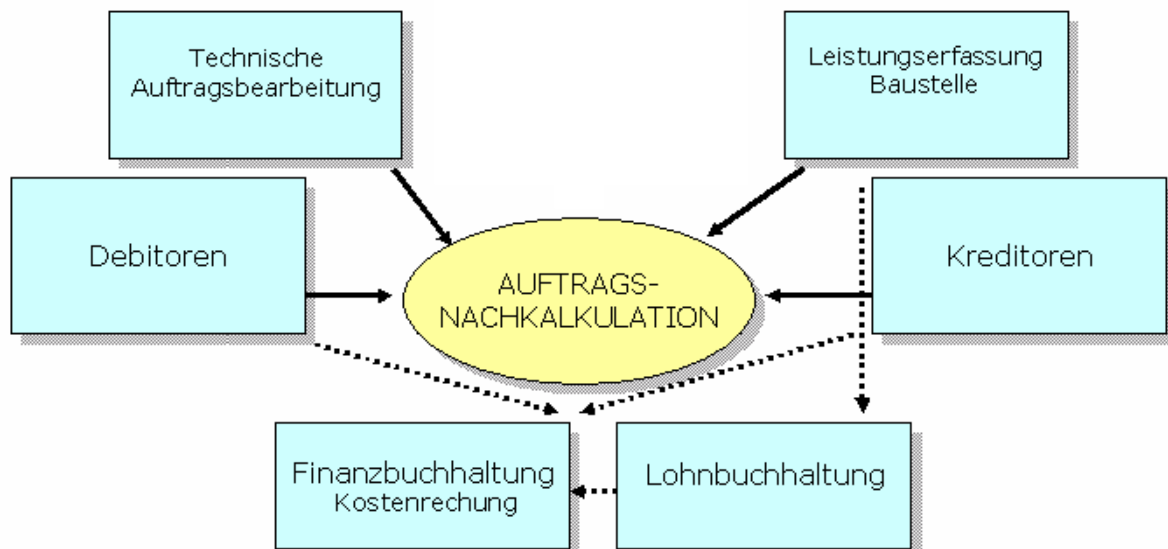 Technische
Auftragsbearbeitung
Leistungserfassung
Baustelle
Debitoren
AUFTRAGS-
NACHKALKULATION
Kreditoren
Finanzbuchhaltung
Kostenrechung
Lohnbuchhaltung